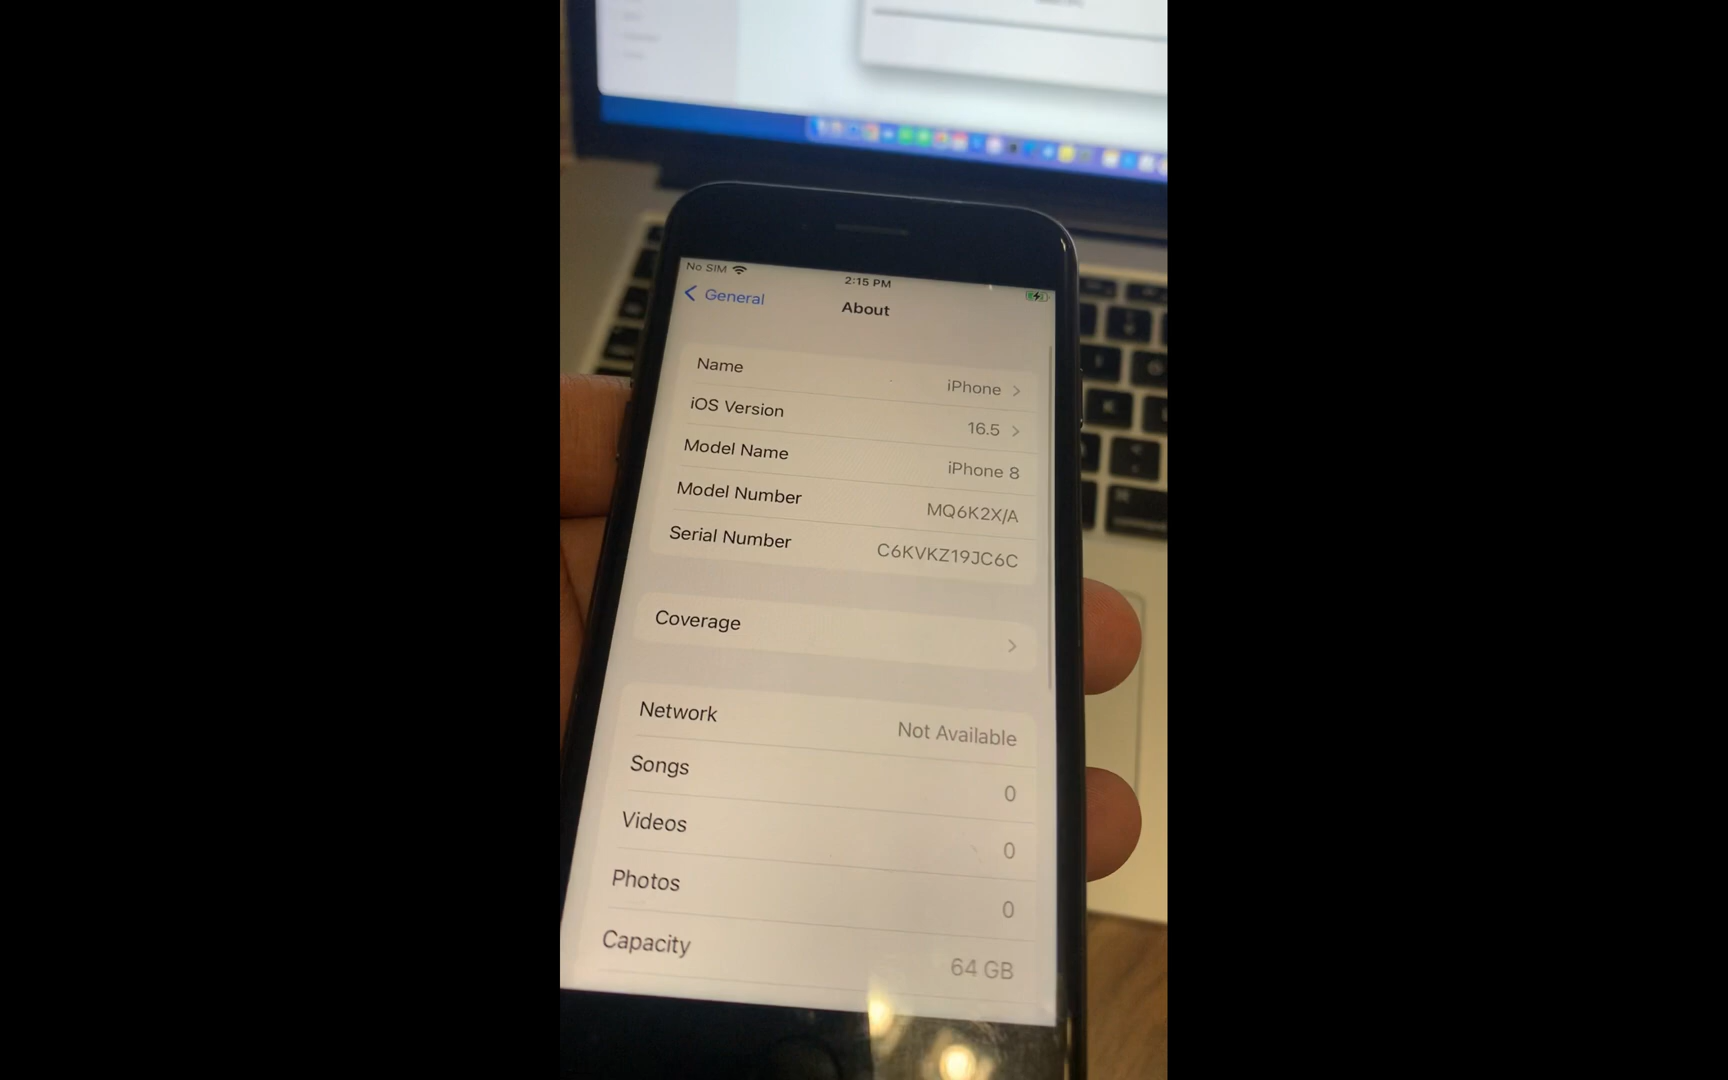 No SIM
2:15 PM
General
About
Name iPhone
iOS Version 16.5
Model Name iPhone 8
Model Number MQ6K2X/A
Serial Number C6KVKZ19JC6C
Coverage
Network Not Available
Songs 0
Videos 0
Photos 0
Capacity 64 GB
K